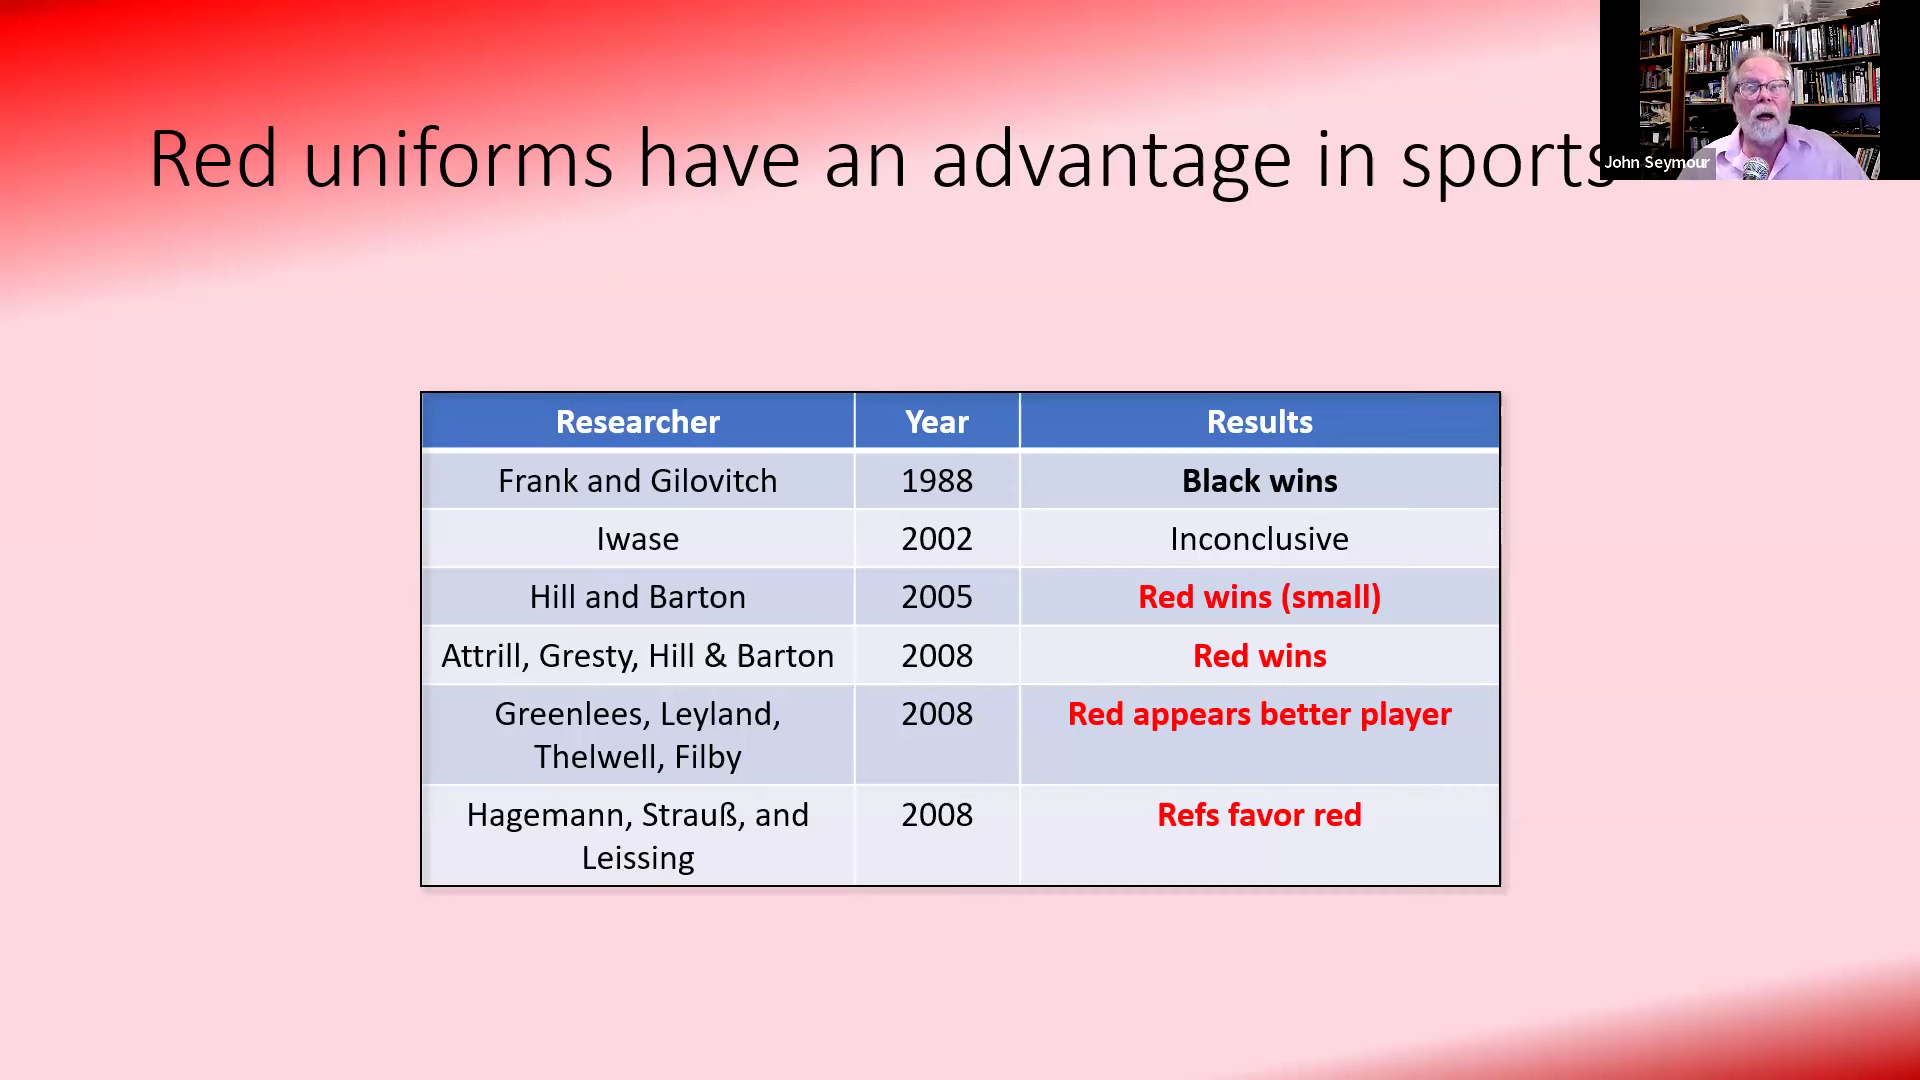 Red uniforms have an advantage in sports
John Seymour
Researcher Year Results
Frank and Gilovitch 1988 Black wins
Iwase 2002 Inconclusive
Hill and Barton 2005 Red wins (small)
Attrill, Gresty, Hill & Barton 2008 Red wins
Greenlees, Leyland, 2008 Red appears better player
Thelwell, Filby
Hagemann, Strauß, and 2008 Refs favor red
Leissing